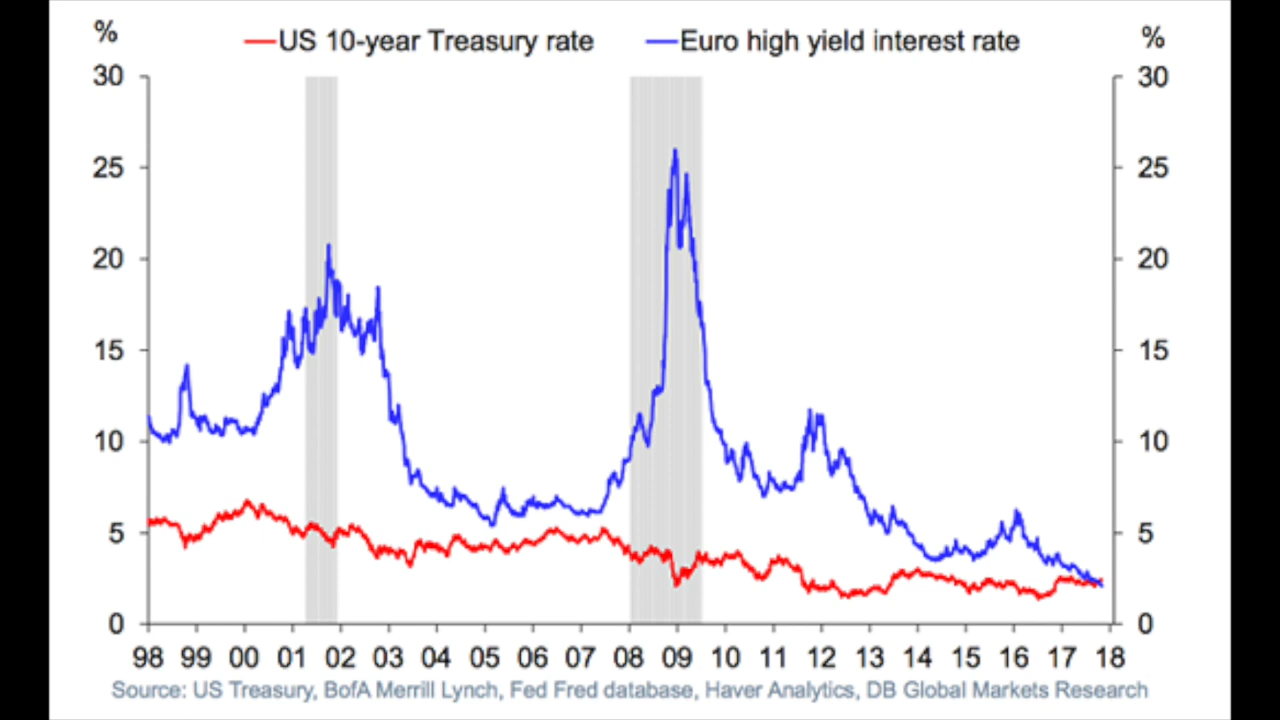 % %
US 10-year Treasury rate Euro high yield interest rate
30 30
25 25
20 20
15 15
10 10
5 5
0 0
98 99 00 01 02 03 04 05 06 07 08 09 10 11 12 13 14 15 16 17 18
Source: US Treasury, BofA Merrill Lynch, Fed Fred database, Haver Analytics, DB Global Markets Research